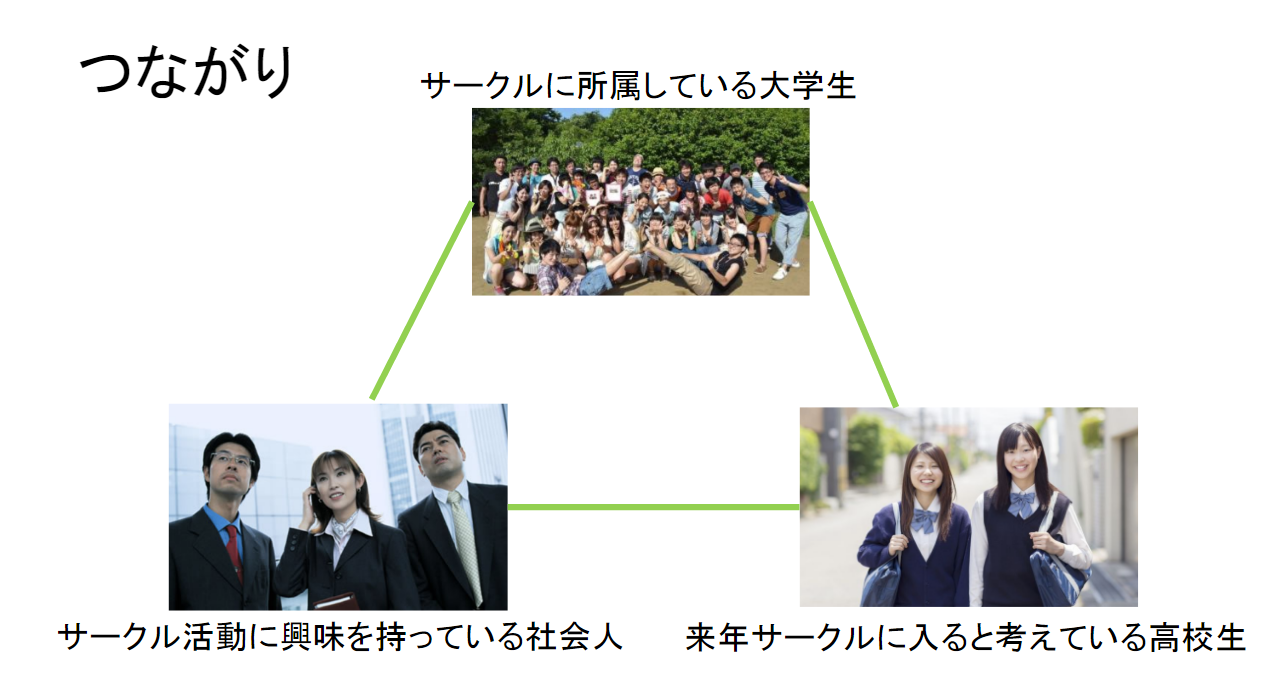 つながり
サークルに所属している大学生
サークル活動に興味を持っている社会人
来年サークルに入ると考えている高校生